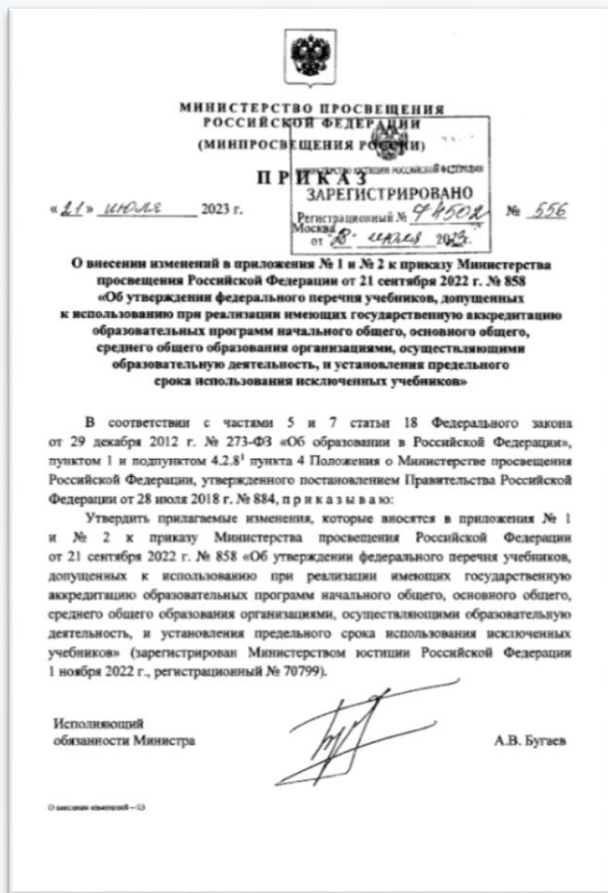 МИНИСТЕРСТВО ПРОСВЕЩЕНИЯ
РОССИЙСКОЙ ФЕДЕРАЦИИ
(МИНПРОСВЕЩЕНИЯ РОССИИ)
МИНИСТЕРСТВО ЮСТИЦИИ РОССИЙСКОЙ ФЕДЕРАЦИИ
ПРИКАЗ
ЗАРЕГИСТРИРОВАНО
« 21 » июля 2023 г.
Регистрационный № 74502
№ 556
Москва
от "28" июля 2023.
О внесении изменений в приложения № 1 и № 2 к приказу Министерства
просвещения Российской Федерации от 21 сентября 2022 г. № 858
«Об утверждении федерального перечня учебников, допущенных
к использованию при реализации имеющих государственную аккредитацию
образовательных программ начального общего, основного общего,
среднего общего образования организациями, осуществляющими
образовательную деятельность, и установления предельного
срока использования исключенных учебников»
В соответствии с частями 5 и 7 статьи 18 Федерального закона
от 29 декабря 2012 г. № 273-ФЗ «Об образовании в Российской Федерации»,
пунктом 1 и подпунктом 4.2.8¹ пункта 4 Положения о Министерстве просвещения
Российской Федерации, утвержденного постановлением Правительства Российской
Федерации от 28 июля 2018 г. № 884, приказываю:
Утвердить прилагаемые изменения, которые вносятся в приложения № 1
и № 2 к приказу Министерства просвещения Российской Федерации
от 21 сентября 2022 г. № 858 «Об утверждении федерального перечня учебников,
допущенных к использованию при реализации имеющих государственную
аккредитацию образовательных программ начального общего, основного общего,
среднего общего образования организациями, осуществляющими образовательную
деятельность, и установления предельного срока использования исключенных
учебников» (зарегистрирован Министерством юстиции Российской Федерации
1 ноября 2022 г., регистрационный № 70799).
Исполняющий
обязанности Министра
А.В. Бугаев
О внесении изменений – 03